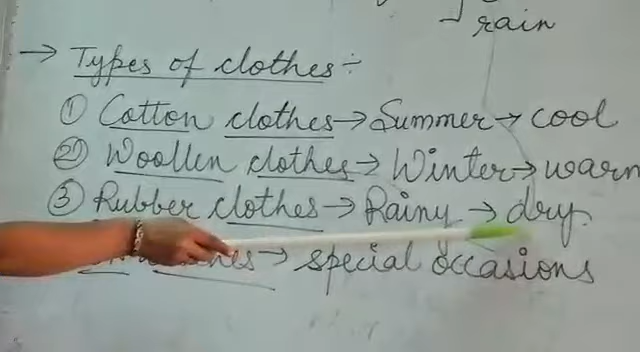 rain
→ Types of clothes :-
① Cotton clothes → Summer → cool
② Woollen clothes → Winter → warm
③ Rubber clothes → Rainy → dry
→ special occasions